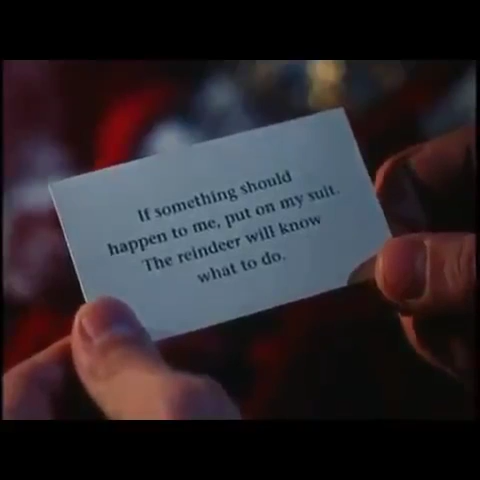 If something should
happen to me, put on my suit.
The reindeer will know
what to do.